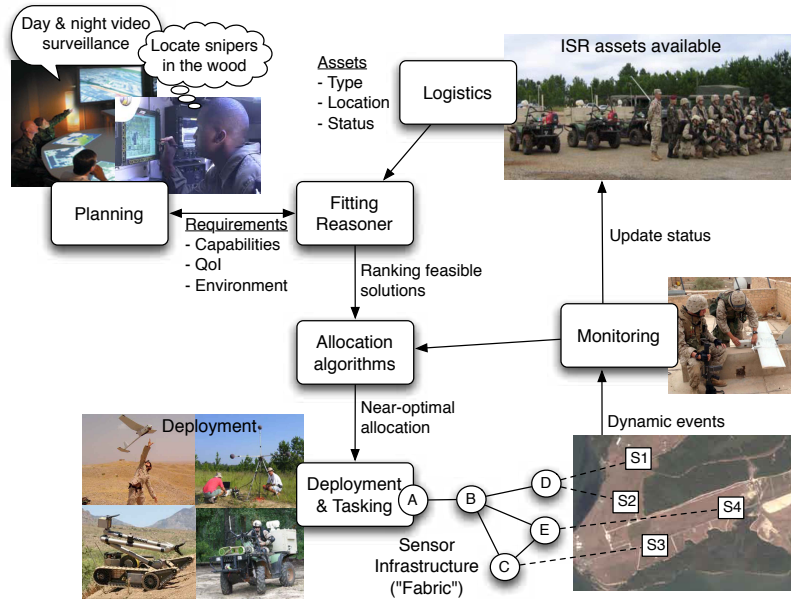 Day & night video
surveillance
Locate snipers
in the wood
Assets
- Type
- Location
- Status
Logistics
ISR assets available
Planning
Requirements
- Capabilities
- QoI
- Environment
Fitting
Reasoner
Update status
Ranking feasible
solutions
Allocation
algorithms
Monitoring
Near-optimal
allocation
Dynamic events
Deployment
Deployment
& Tasking
A
B
D
E
C
S1
S2
S4
S3
Sensor
Infrastructure
("Fabric")